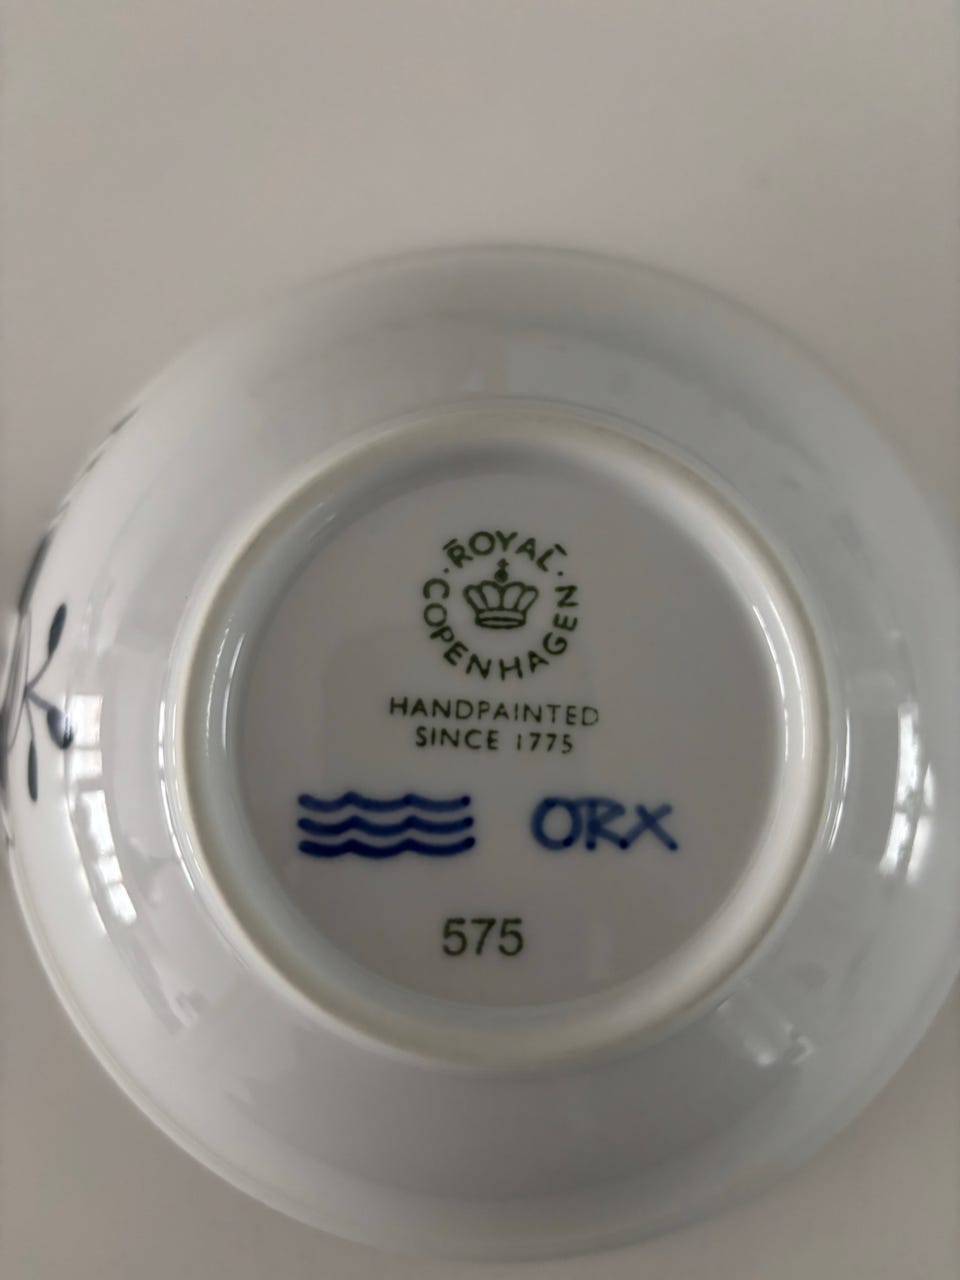 ROYAL
COPENHAGEN
HANDPAINTED
SINCE 1775
ORX
575